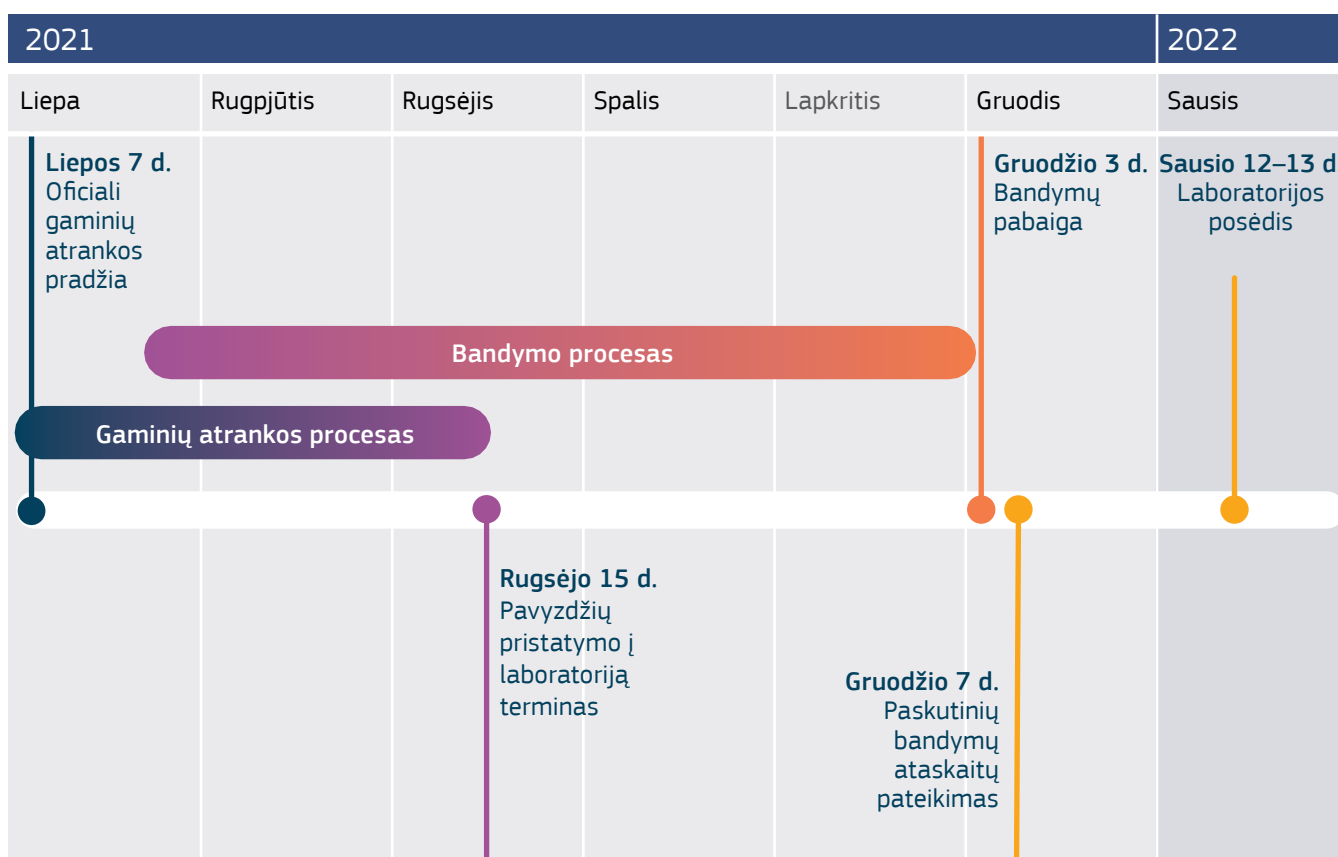 2021
2022
Liepa
Rugpjūtis
Rugsėjis
Spalis
Lapkritis
Gruodis
Sausis
Liepos 7 d.
Oficiali
gaminių
atrankos
pradžia
Gruodžio 3 d.
Bandymų
pabaiga
Sausio 12–13 d
Laboratorijos
posėdis
Bandymo procesas
Gaminių atrankos procesas
Rugsėjo 15 d.
Pavyzdžių
pristatymo į
laboratoriją
terminas
Gruodžio 7 d.
Paskutinių
bandymų
ataskaitų
pateikimas